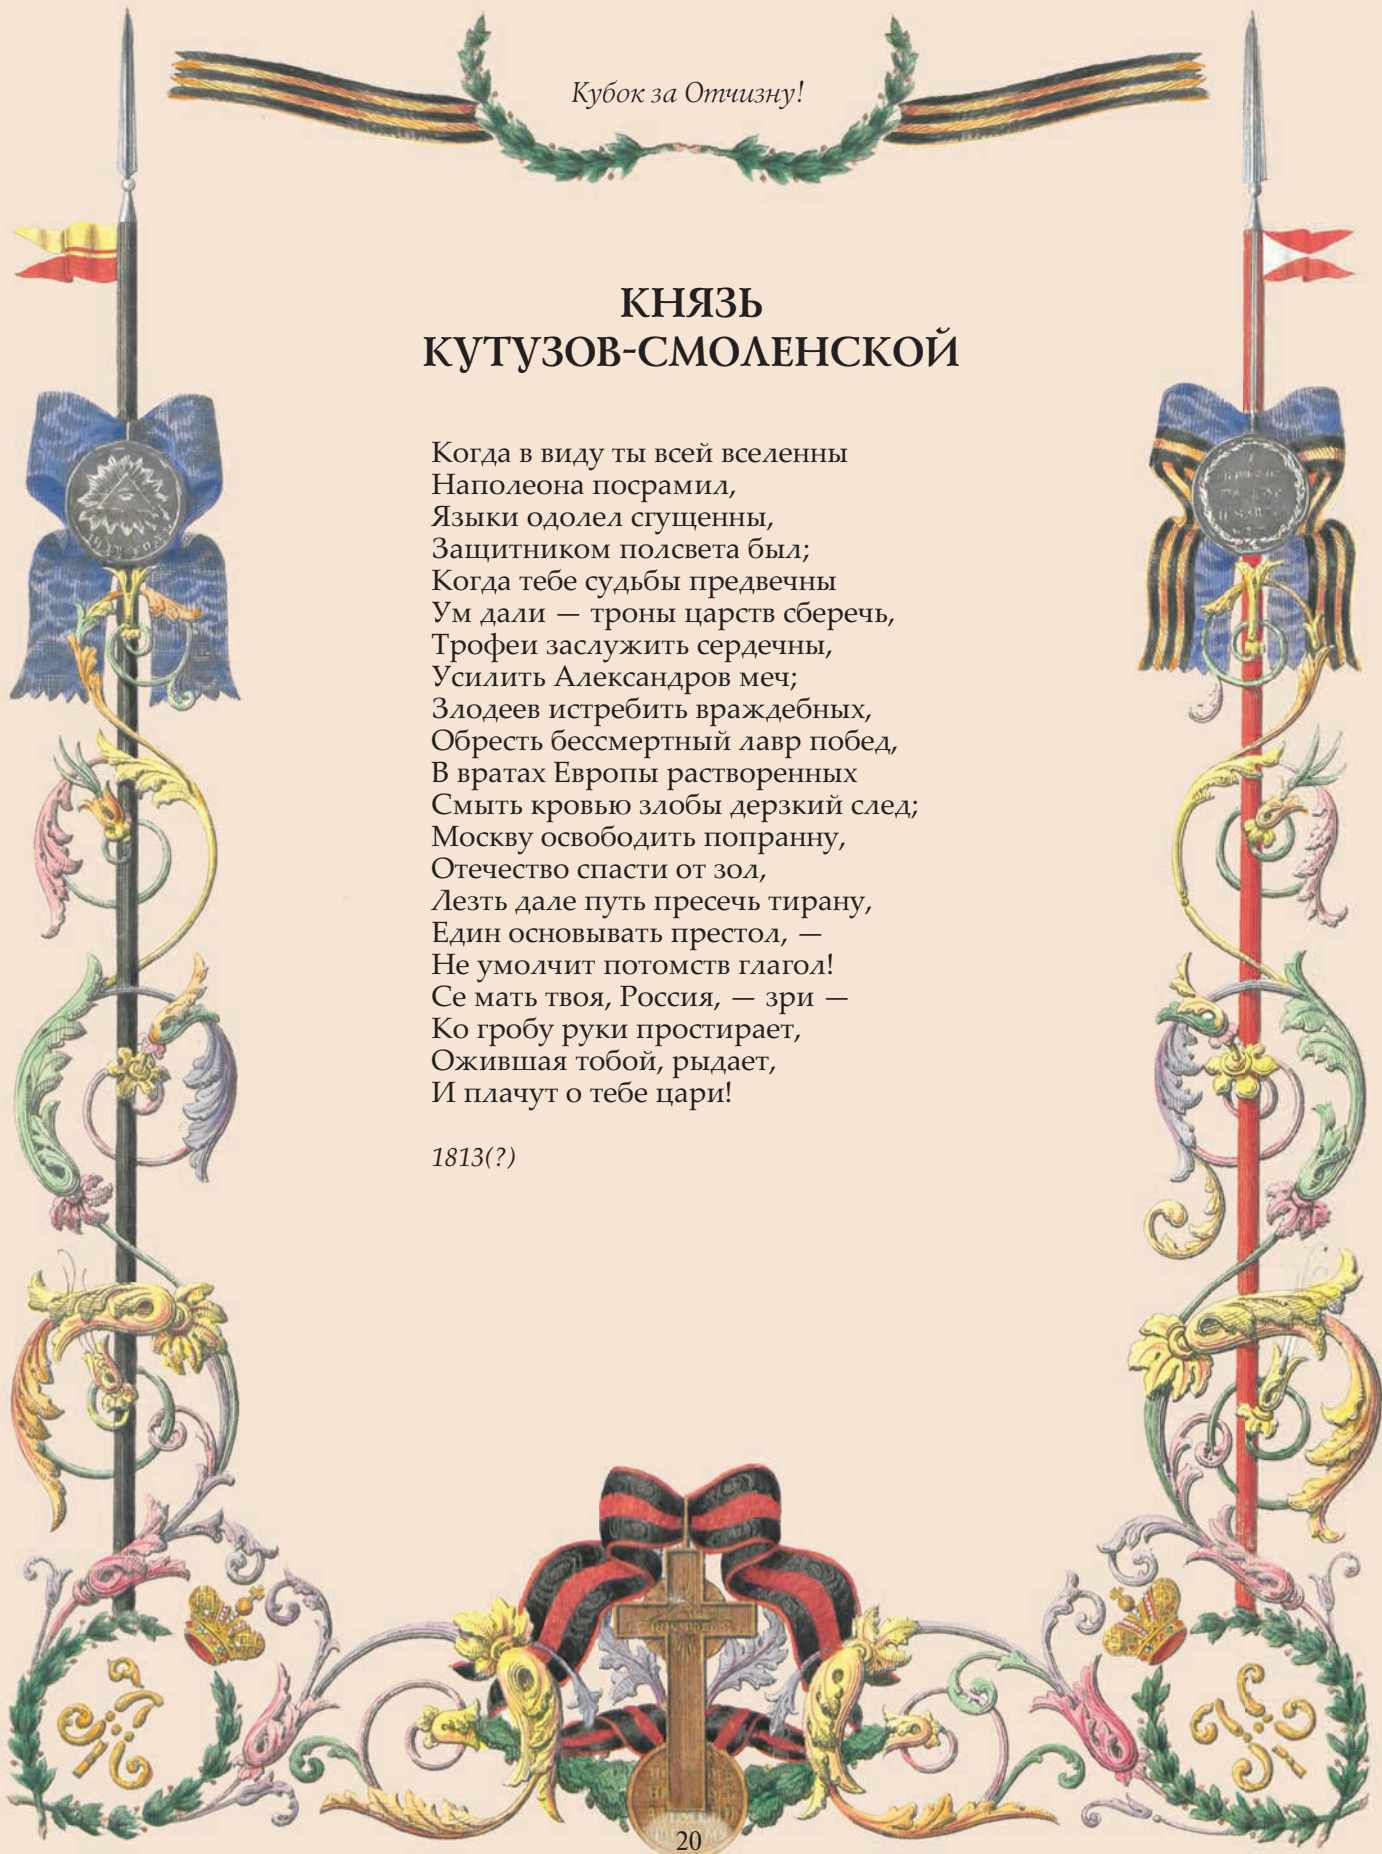 Кубок за Отчизну!
КНЯЗЬ
КУТУЗОВ-СМОЛЕНСКОЙ
Когда в виду ты всей вселенны
Наполеона посрамил,
Языки одолел сгущенны,
Защитником полсвета был;
Когда тебе судьбы предвечны
Ум дали — троны царств сберечь,
Трофеи заслужить сердечны,
Усилить Александров меч;
Злодеев истребить враждебных,
Обресть бессмертный лавр побед,
В вратах Европы растворенных
Смыть кровью злобы дерзкий след;
Москву освободить попранну,
Отечество спасти от зол,
Лезть дале путь пресечь тирану,
Един основывать престол, —
Не умолчит потомств глагол!
Се мать твоя, Россия, — зри —
Ко гробу руки простирает,
Ожившая тобой, рыдает,
И плачут о тебе цари!
1813(?)
20